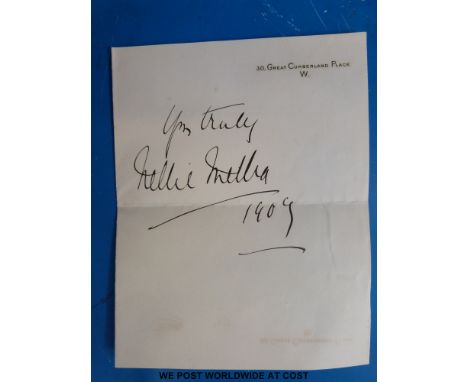 30, GREAT CUMBERLAND PLACE
W.
Yrs truly
Nellie Melba
1909
WE POST WORLDWIDE AT COST